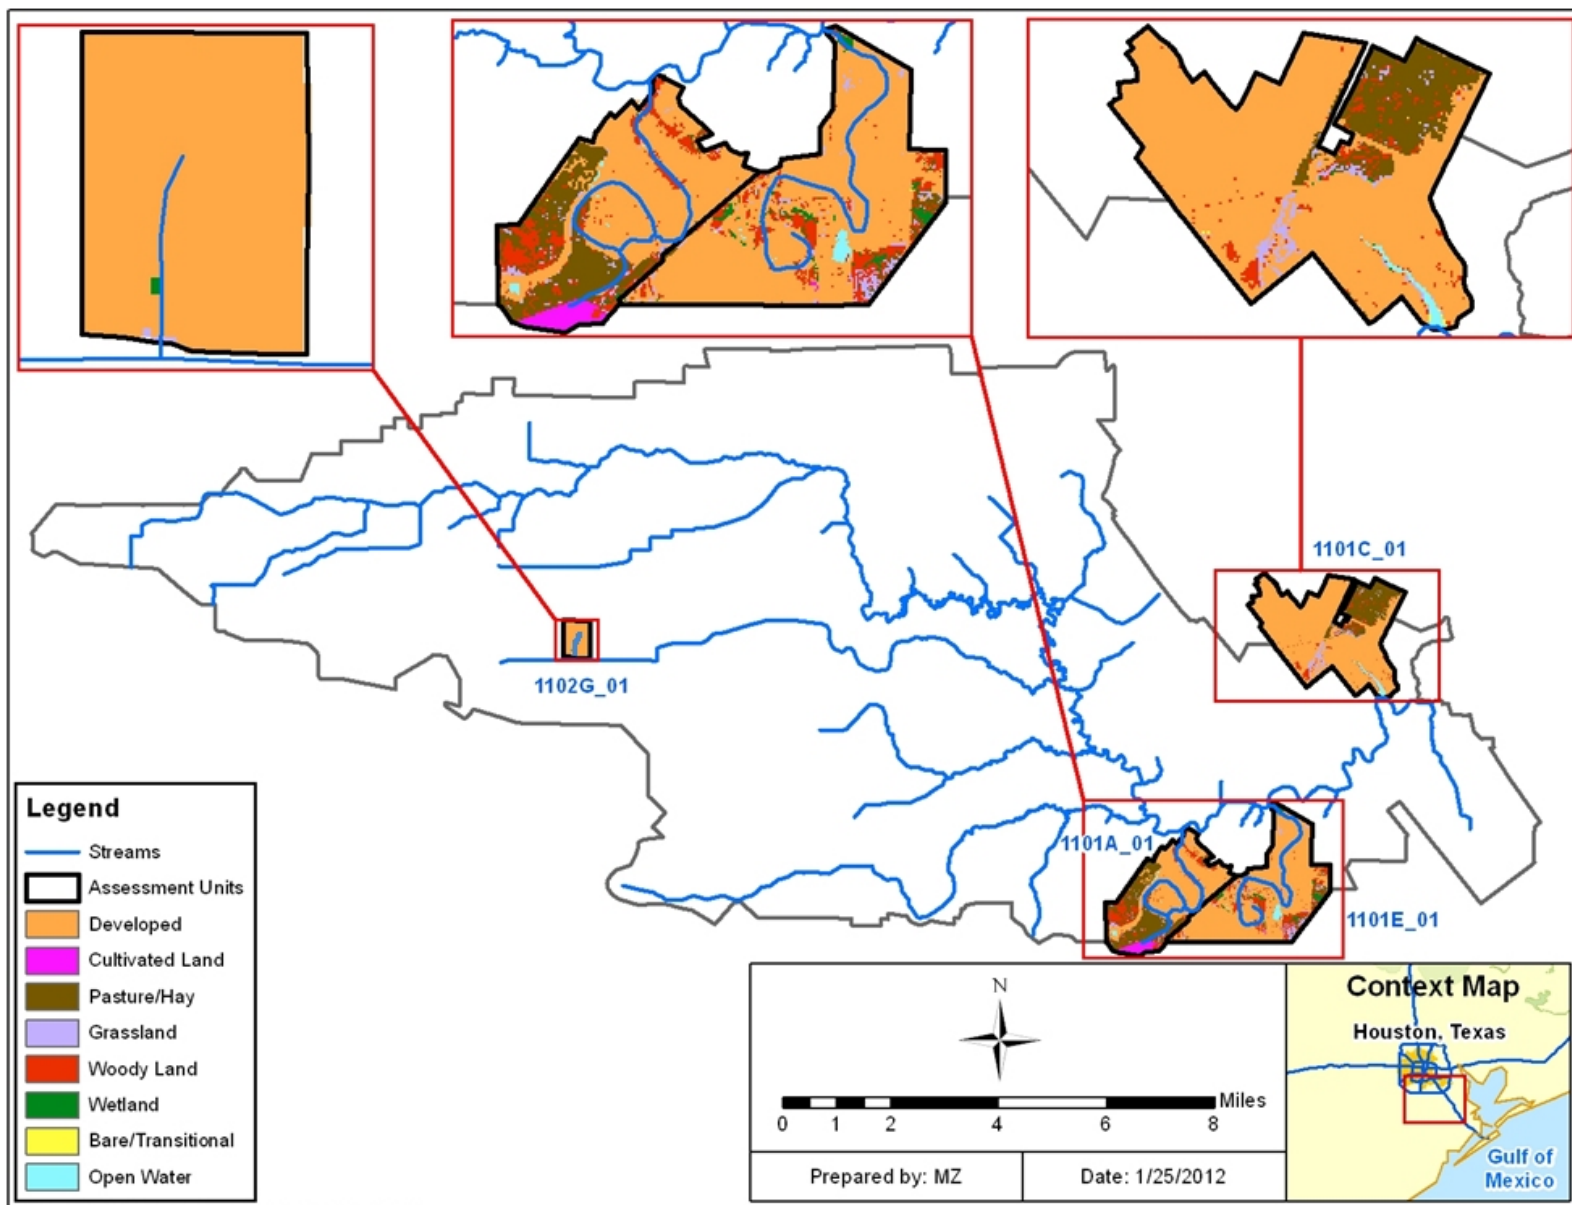 1101C_01
1102G_01
1101A_01
1101E_01
Legend
Streams
Assessment Units
Developed
Cultivated Land
Pasture/Hay
Grassland
Woody Land
Wetland
Bare/Transitional
Open Water
N
Miles
0 1 2 4 6 8
Prepared by: MZ
Date: 1/25/2012
Context Map
Houston, Texas
Gulf of
Mexico